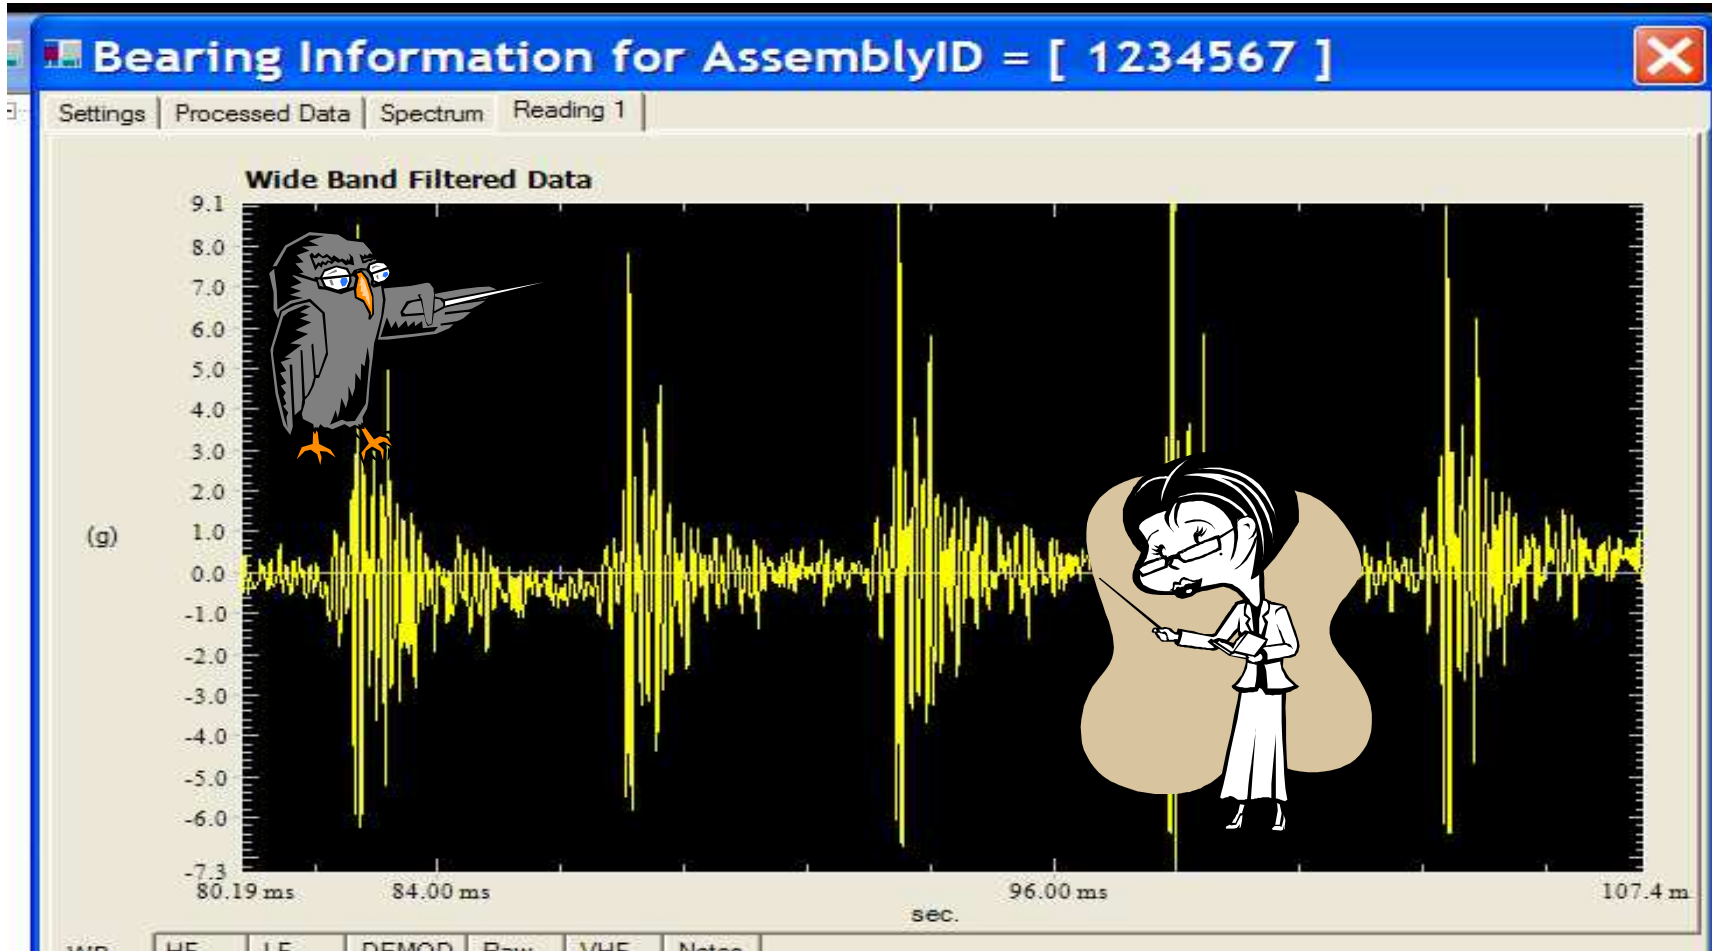 Bearing Information for AssemblyID = [ 1234567 ]
Settings Processed Data Spectrum Reading 1
Wide Band Filtered Data
9.1
8.0
7.0
6.0
5.0
4.0
3.0
2.0
1.0
(g)
0.0
-1.0
-2.0
-3.0
-4.0
-5.0
-6.0
-7.3
80.19 ms 84.00 ms 96.00 ms 107.4 m
sec.
HF LF DEMOD Raw VHF Notes